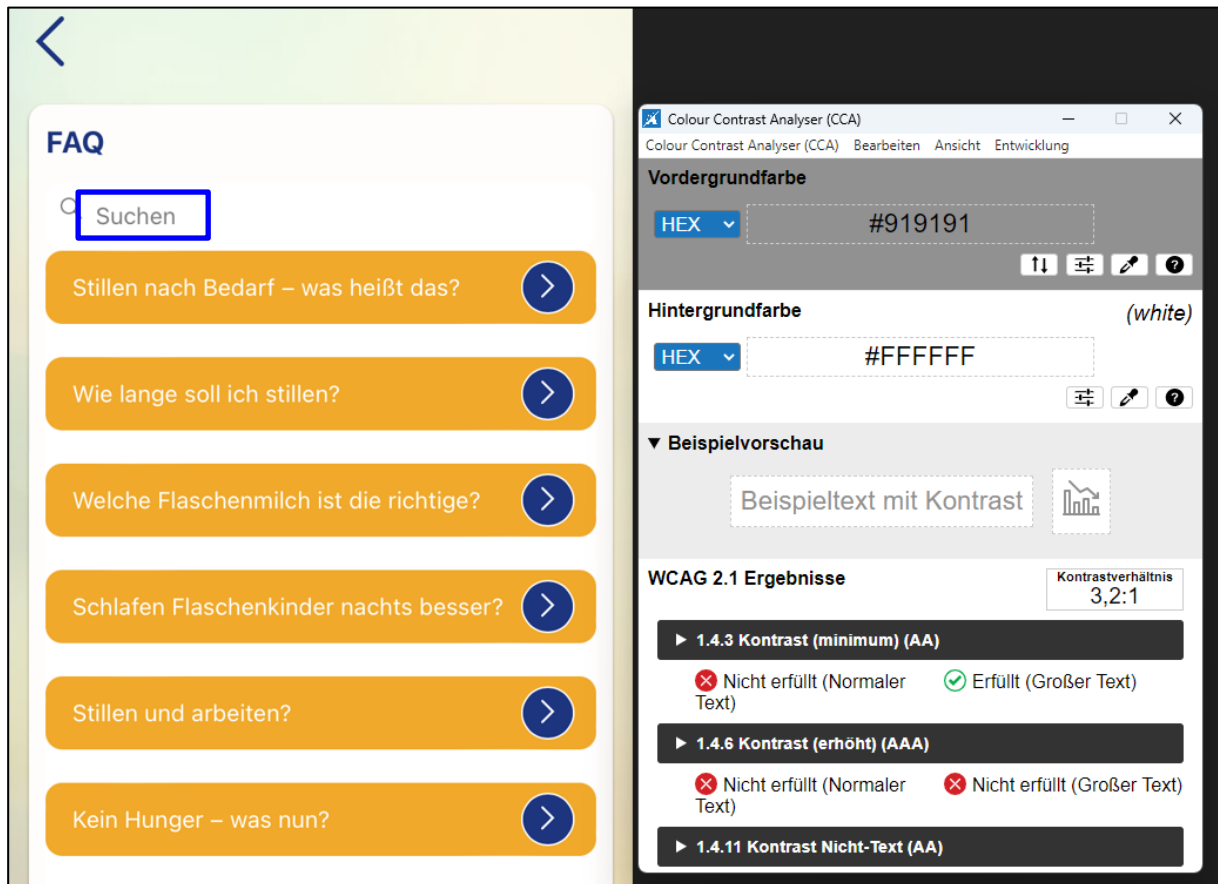 FAQ
Suchen
Stillen nach Bedarf – was heißt das?
Wie lange soll ich stillen?
Welche Flaschenmilch ist die richtige?
Schlafen Flaschenkinder nachts besser?
Stillen und arbeiten?
Kein Hunger – was nun?
Colour Contrast Analyser (CCA)
Colour Contrast Analyser (CCA) Bearbeiten Ansicht Entwicklung
Vordergrundfarbe
HEX #919191
Hintergrundfarbe (white)
HEX #FFFFFF
Beispielvorschau
Beispieltext mit Kontrast
WCAG 2.1 Ergebnisse
Kontrastverhältnis
3,2:1
1.4.3 Kontrast (minimum) (AA)
Nicht erfüllt (Normaler Text)
Erfüllt (Großer Text)
1.4.6 Kontrast (erhöht) (AAA)
Nicht erfüllt (Normaler Text)
Nicht erfüllt (Großer Text)
1.4.11 Kontrast Nicht-Text (AA)